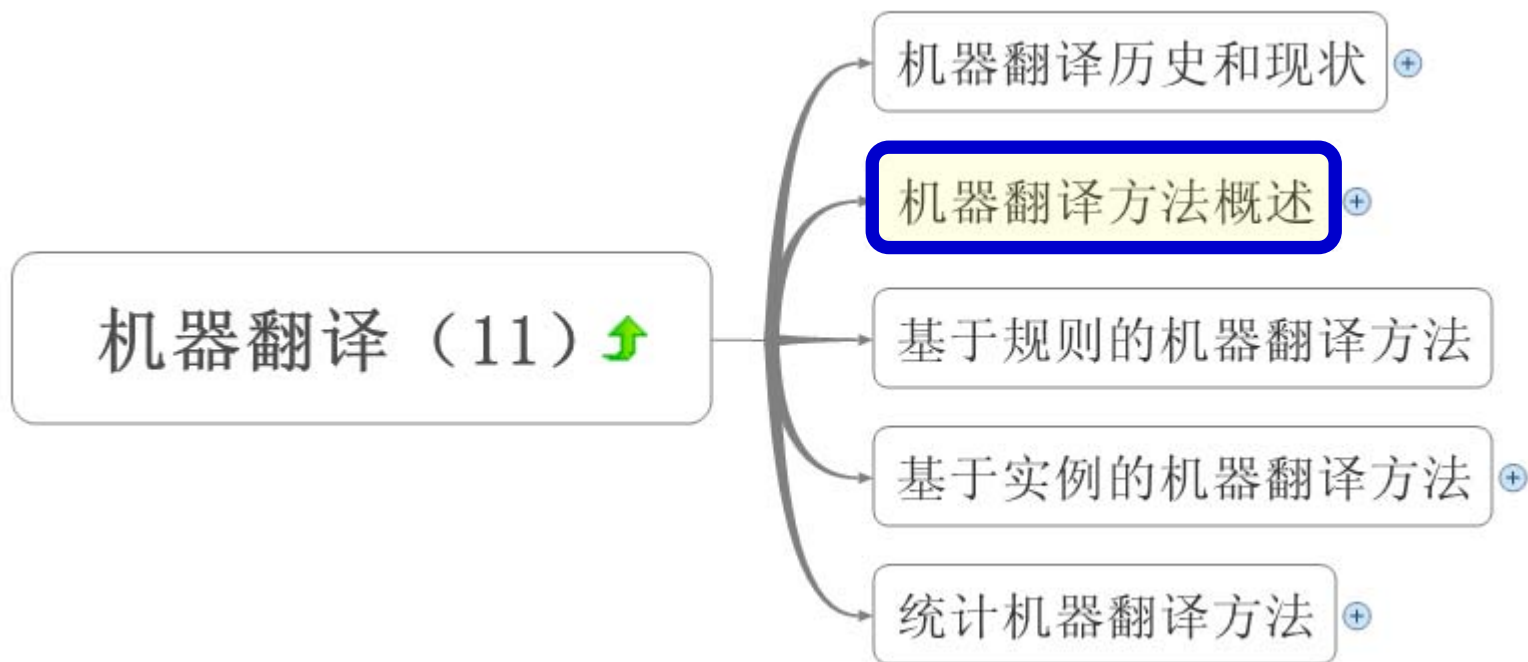 机器翻译（11）
机器翻译历史和现状
机器翻译方法概述
基于规则的机器翻译方法
基于实例的机器翻译方法
统计机器翻译方法